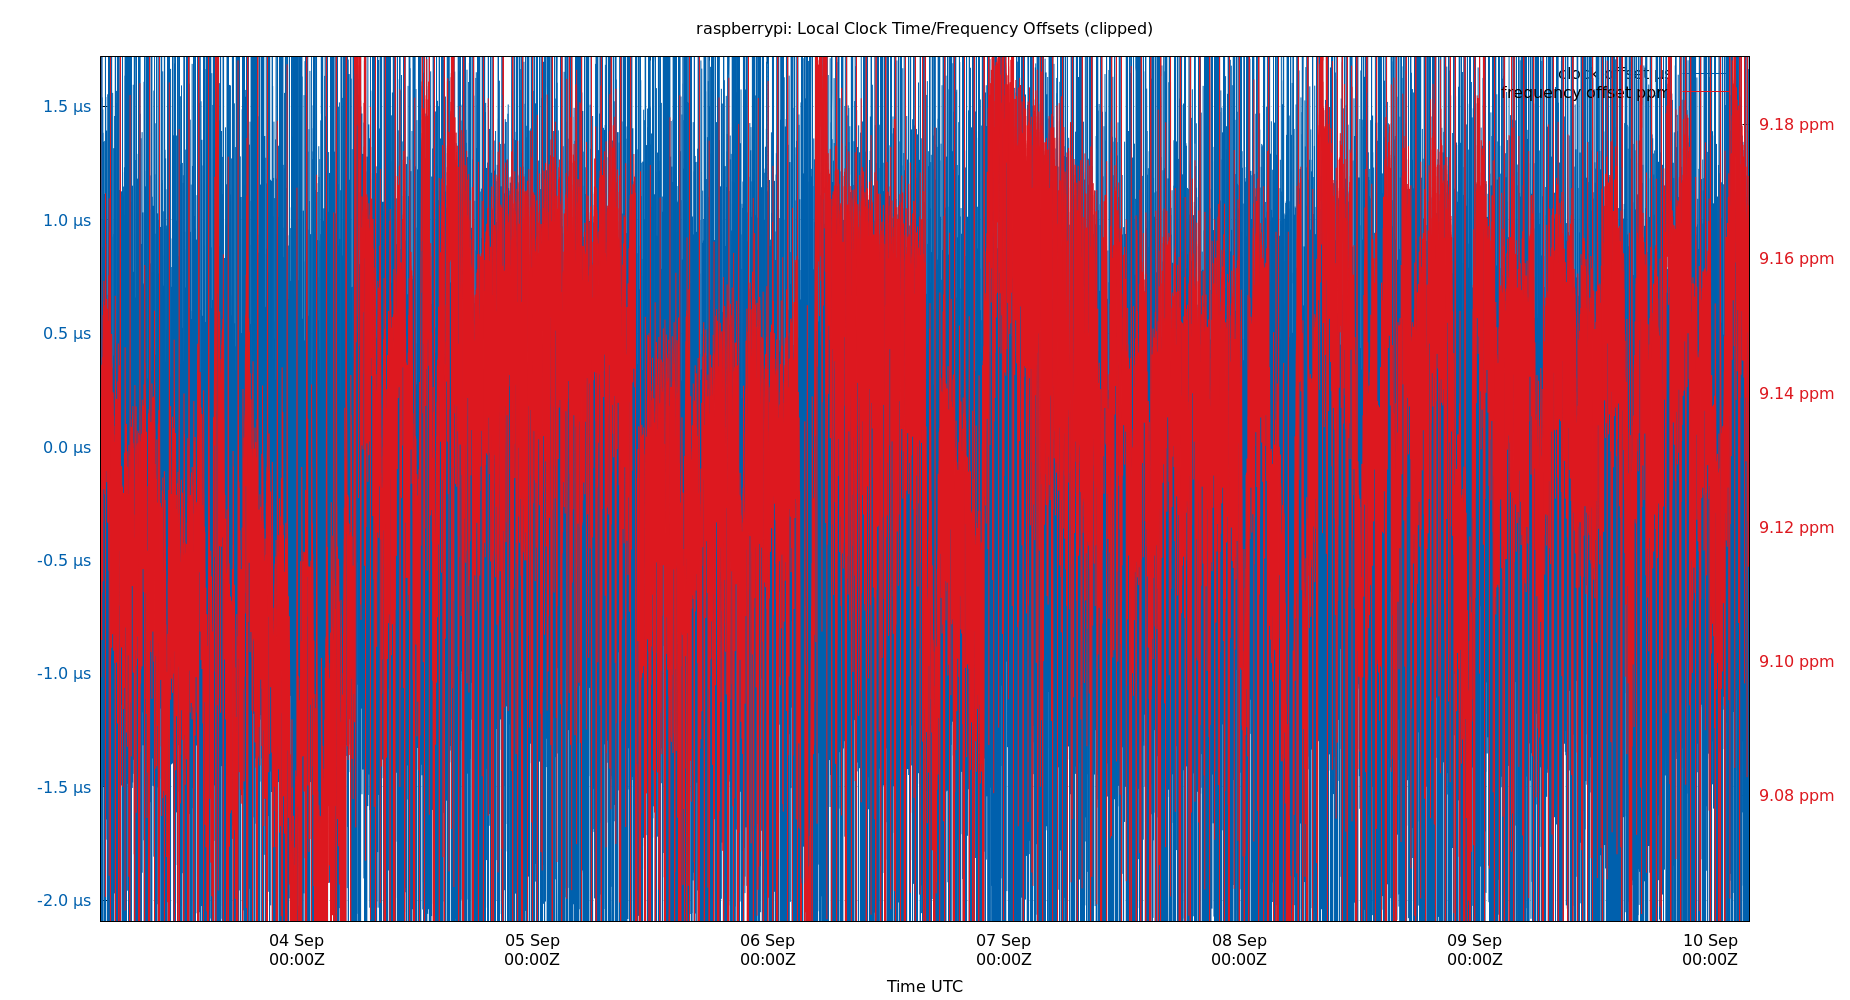 raspberrypi: Local Clock Time/Frequency Offsets (clipped)
clock offset µs
frequency offset ppm
1.5 µs
1.0 µs
0.5 µs
0.0 µs
-0.5 µs
-1.0 µs
-1.5 µs
-2.0 µs
9.18 ppm
9.16 ppm
9.14 ppm
9.12 ppm
9.10 ppm
9.08 ppm
04 Sep
00:00Z
05 Sep
00:00Z
06 Sep
00:00Z
07 Sep
00:00Z
08 Sep
00:00Z
09 Sep
00:00Z
10 Sep
00:00Z
Time UTC